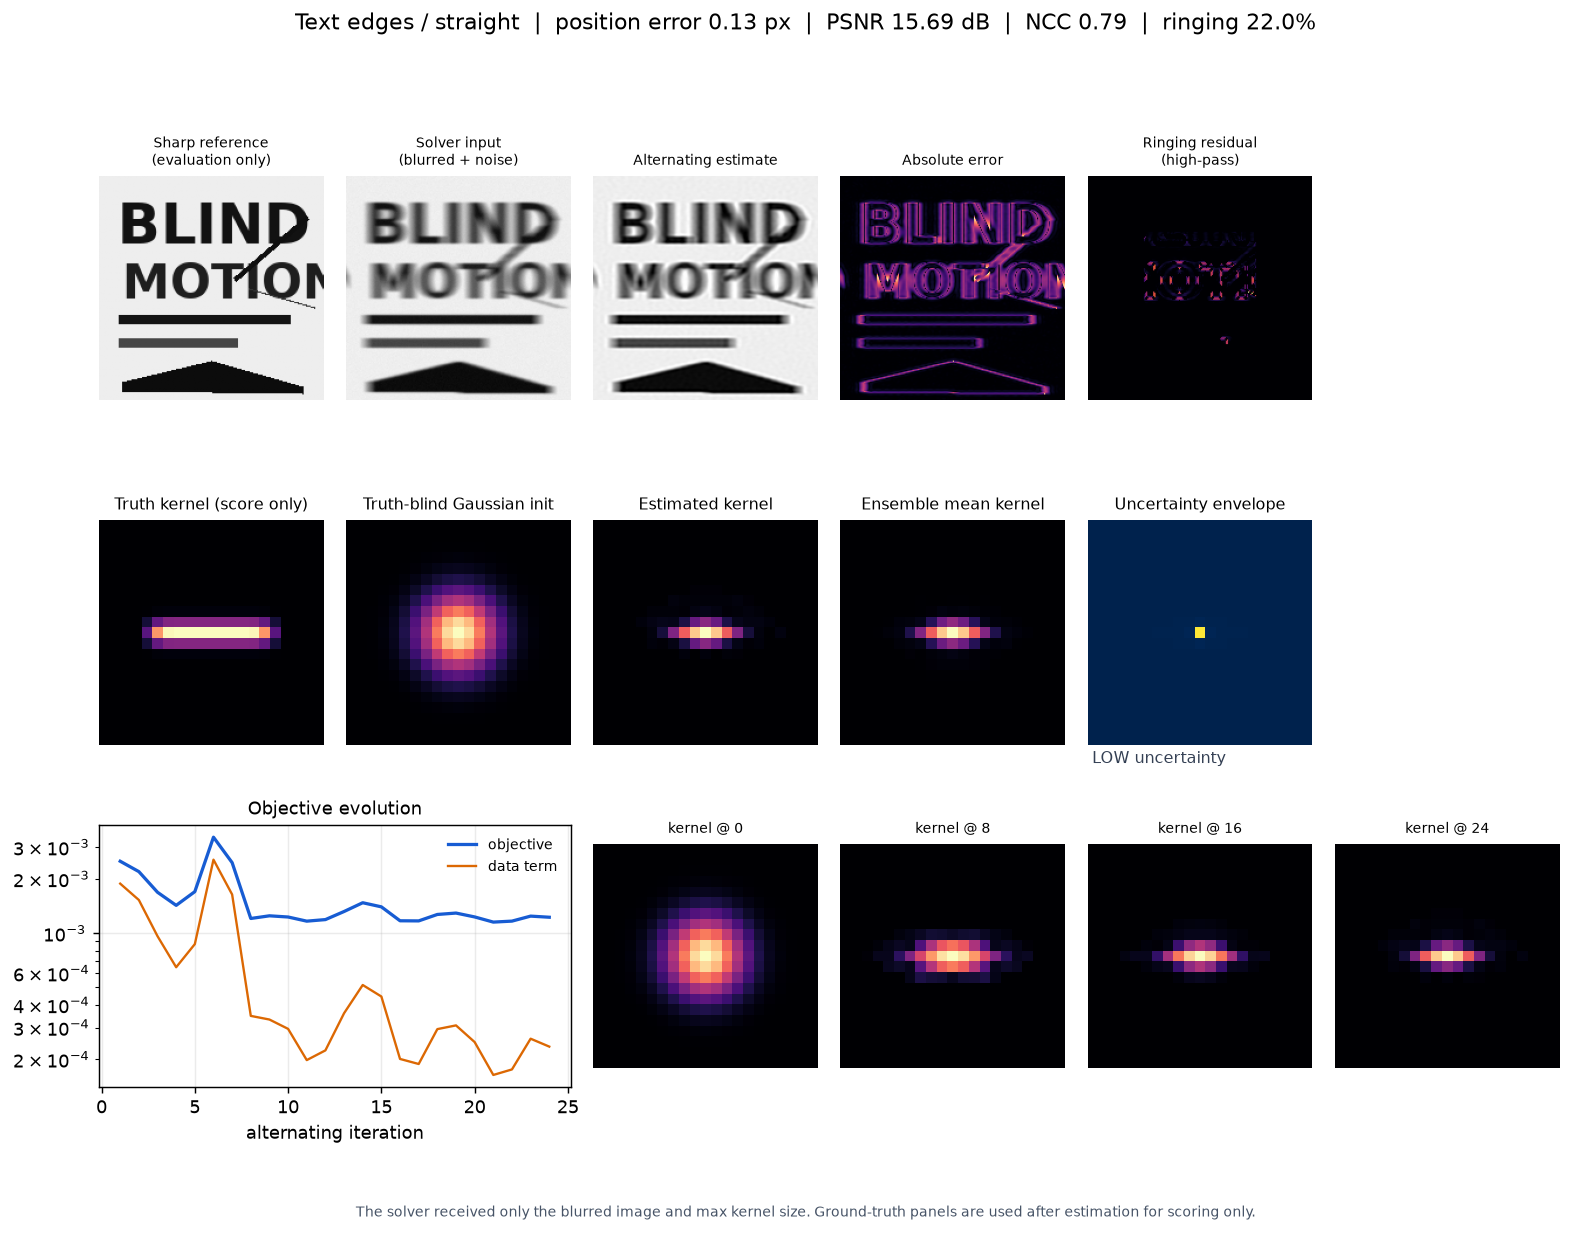 Text edges / straight | position error 0.13 px | PSNR 15.69 dB | NCC 0.79 | ringing 22.0%
Sharp reference
(evaluation only)
Solver input
(blurred + noise)
Alternating estimate
Absolute error
Ringing residual
(high-pass)
BLIND
MOTION
BLIND
MOTION
BLIND
MOTION
BLIND
MOTION
Truth kernel (score only)
Truth-blind Gaussian init
Estimated kernel
Ensemble mean kernel
Uncertainty envelope
LOW uncertainty
Objective evolution
objective
data term
3 × 10⁻³
2 × 10⁻³
10⁻³
6 × 10⁻⁴
4 × 10⁻⁴
3 × 10⁻⁴
2 × 10⁻⁴
0 5 10 15 20 25
alternating iteration
kernel @ 0
kernel @ 8
kernel @ 16
kernel @ 24
The solver received only the blurred image and max kernel size. Ground-truth panels are used after estimation for scoring only.